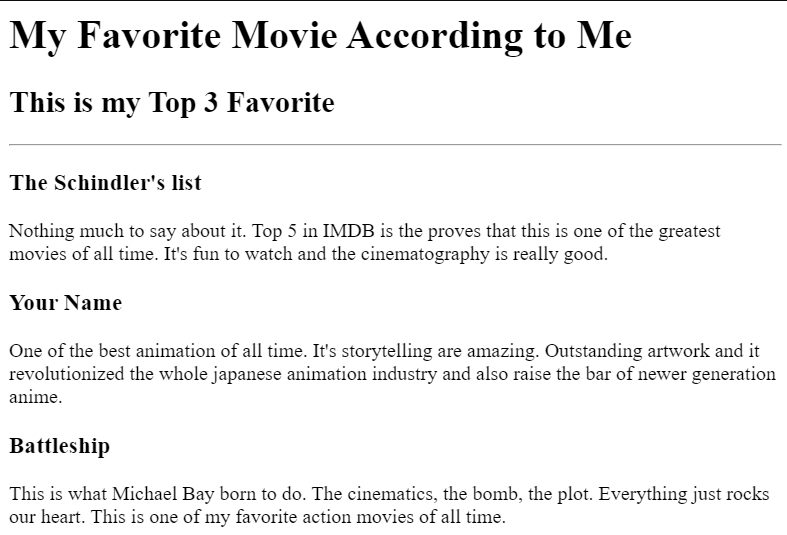 My Favorite Movie According to Me
This is my Top 3 Favorite
The Schindler's list
Nothing much to say about it. Top 5 in IMDB is the proves that this is one of the greatest
movies of all time. It's fun to watch and the cinematography is really good.
Your Name
One of the best animation of all time. It's storytelling are amazing. Outstanding artwork and it
revolutionized the whole japanese animation industry and also raise the bar of newer generation
anime.
Battleship
This is what Michael Bay born to do. The cinematics, the bomb, the plot. Everything just rocks
our heart. This is one of my favorite action movies of all time.